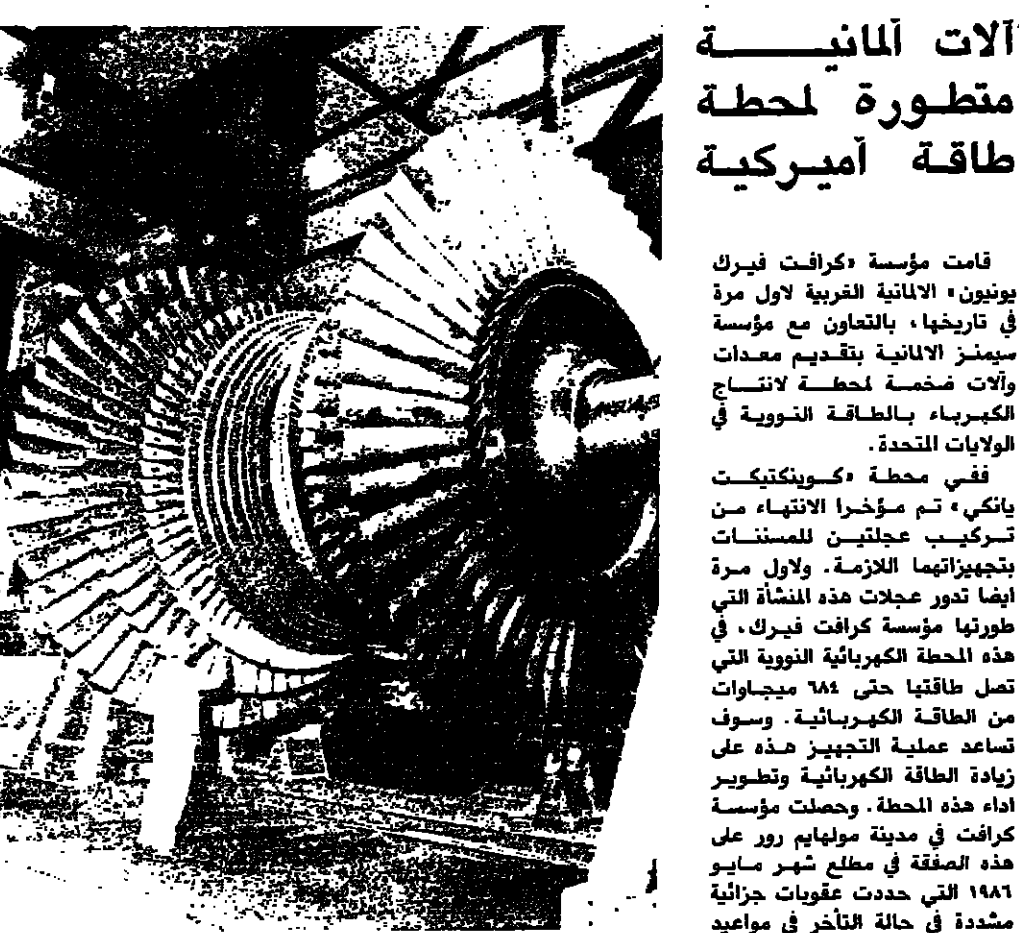 آلات ألمانية
متطورة لمحطة
طاقة أميركية
قامت مؤسسة «كرافت فيرك
يونيون» الالمانية الغربية لاول مرة
في تاريخها، بالتعاون مع مؤسسة
سيمنز الالمانية بتقديم معدات
وآلات ضخمة لمحطة لانتاج
الكهرباء بالطاقة النووية في
الولايات المتحدة.
ففي محطة «كوينكتيكت
يانكي» تم مؤخرا الانتهاء من
تركيب عجلتين للمسننات
بتجهيزاتهما اللازمة. ولاول مرة
ايضا تدور عجلات هذه المنشأة التي
طورتها مؤسسة كرافت فيرك، في
هذه المحطة الكهربائية النووية التي
تصل طاقتها حتى ٦٨٤ ميجاوات
من الطاقة الكهربائية. وسوف
تساعد عملية التجهيز هذه على
زيادة الطاقة الكهربائية وتطوير
اداء هذه المحطة. وحصلت مؤسسة
كرافت في مدينة مولهايم رور على
هذه الصفقة في مطلع شهر مايو
١٩٨٦ التي حددت عقوبات جزائية
مشددة في حالة التأخر في مواعيد